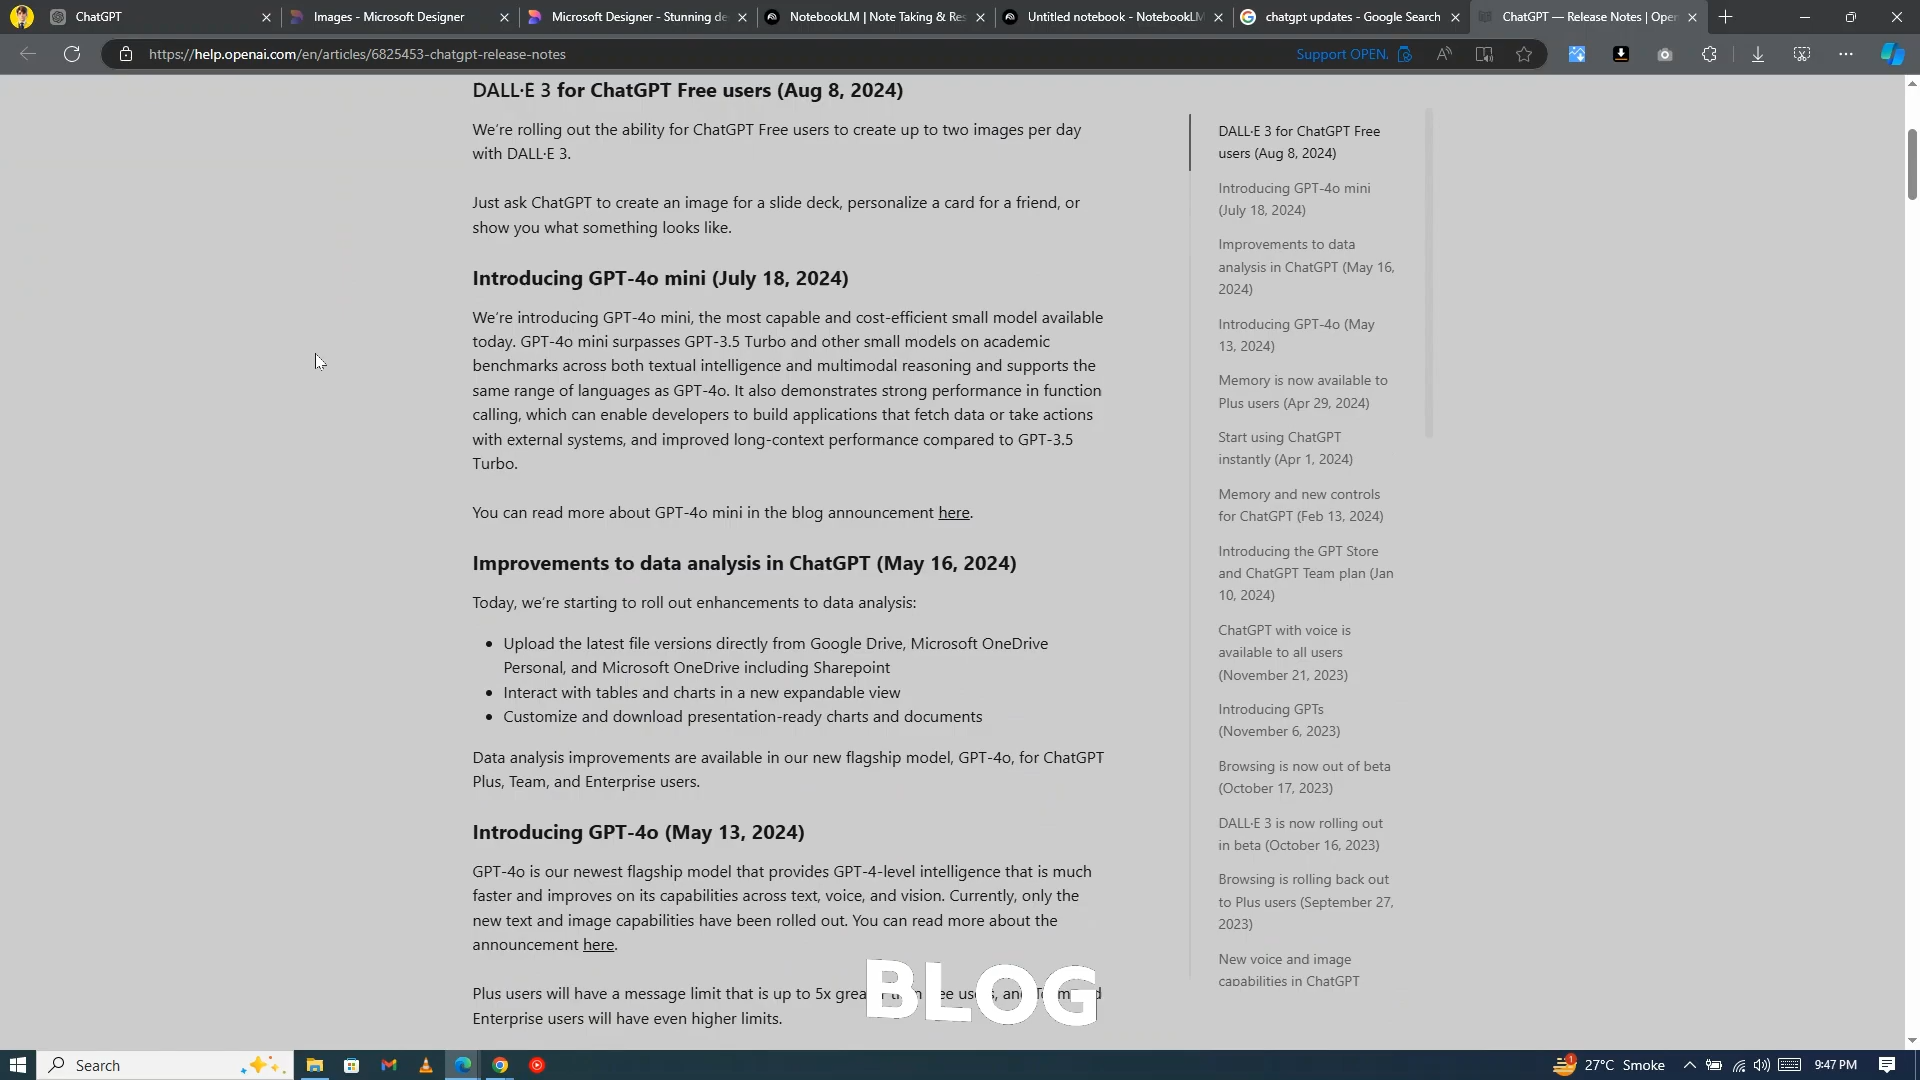 ChatGPT
Images - Microsoft Designer
Microsoft Designer - Stunning de
NotebookLM | Note Taking & Res
Untitled notebook - NotebookLM
chatgpt updates - Google Search
ChatGPT — Release Notes | Open
https://help.openai.com/en/articles/6825453-chatgpt-release-notes
Support OPEN.
DALL·E 3 for ChatGPT Free users (Aug 8, 2024)
We're rolling out the ability for ChatGPT Free users to create up to two images per day
with DALL·E 3.
Just ask ChatGPT to create an image for a slide deck, personalize a card for a friend, or
show you what something looks like.
Introducing GPT-4o mini (July 18, 2024)
We're introducing GPT-4o mini, the most capable and cost-efficient small model available
today. GPT-4o mini surpasses GPT-3.5 Turbo and other small models on academic
benchmarks across both textual intelligence and multimodal reasoning and supports the
same range of languages as GPT-4o. It also demonstrates strong performance in function
calling, which can enable developers to build applications that fetch data or take actions
with external systems, and improved long-context performance compared to GPT-3.5
Turbo.
You can read more about GPT-4o mini in the blog announcement here.
Improvements to data analysis in ChatGPT (May 16, 2024)
Today, we're starting to roll out enhancements to data analysis:
Upload the latest file versions directly from Google Drive, Microsoft OneDrive
Personal, and Microsoft OneDrive including Sharepoint
Interact with tables and charts in a new expandable view
Customize and download presentation-ready charts and documents
Data analysis improvements are available in our new flagship model, GPT-4o, for ChatGPT
Plus, Team, and Enterprise users.
Introducing GPT-4o (May 13, 2024)
GPT-4o is our newest flagship model that provides GPT-4-level intelligence that is much
faster and improves on its capabilities across text, voice, and vision. Currently, only the
new text and image capabilities have been rolled out. You can read more about the
announcement here.
Plus users will have a message limit that is up to 5x
Enterprise users will have even higher limits.
BLOG
DALL·E 3 for ChatGPT Free
users (Aug 8, 2024)
Introducing GPT-4o mini
(July 18, 2024)
Improvements to data
analysis in ChatGPT (May 16,
2024)
Introducing GPT-4o (May
13, 2024)
Memory is now available to
Plus users (Apr 29, 2024)
Start using ChatGPT
instantly (Apr 1, 2024)
Memory and new controls
for ChatGPT (Feb 13, 2024)
Introducing the GPT Store
and ChatGPT Team plan (Jan
10, 2024)
ChatGPT with voice is
available to all users
(November 21, 2023)
Introducing GPTs
(November 6, 2023)
Browsing is now out of beta
(October 17, 2023)
DALL·E 3 is now rolling out
in beta (October 16, 2023)
Browsing is rolling back out
to Plus users (September 27,
2023)
New voice and image
capabilities in ChatGPT
Search
1
27°C Smoke
9:47 PM